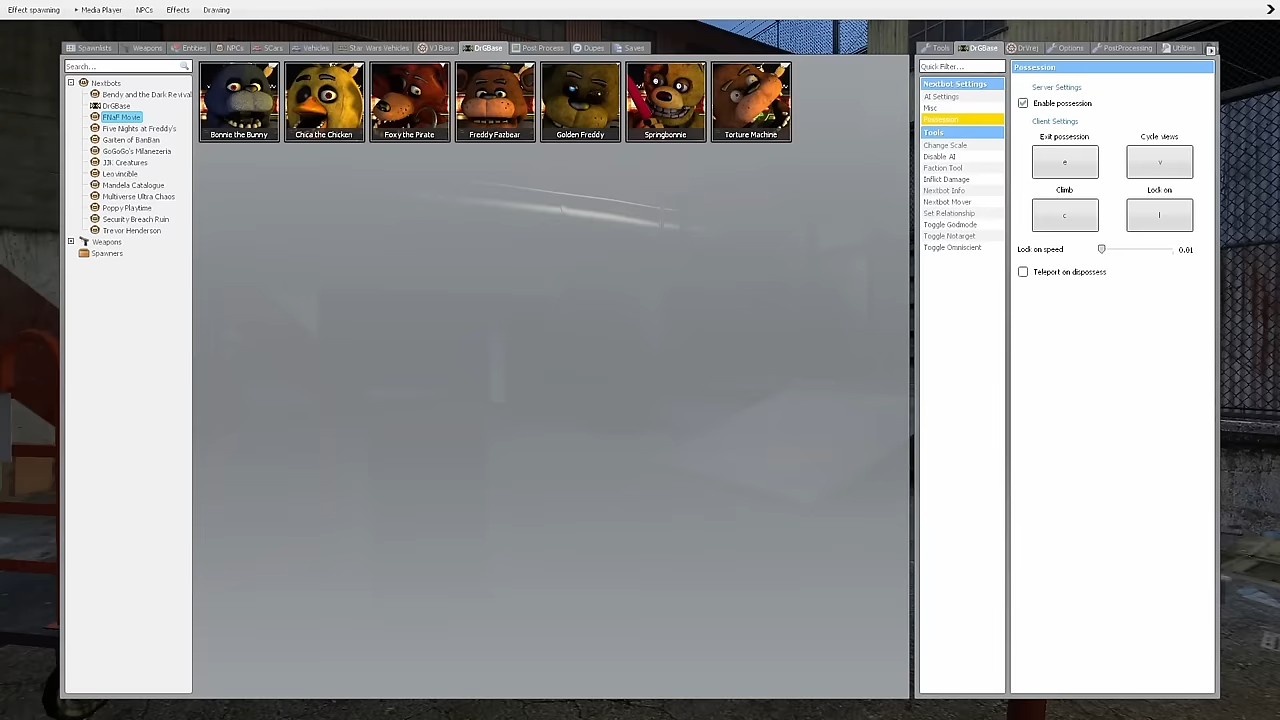 Effect spawning
Media Player
NPCs
Effects
Drawing
Spawnlists
Weapons
Entities
NPCs
SCars
Vehicles
Star Wars Vehicles
VJ Base
DrGBase
Post Process
Dupes
Saves
Search...
Nextbots
Bendy and the Dark Revival
DrGBase
FNaF Movie
Five Nights at Freddy's
Garten of BanBan
GoGoGo's Milanezeria
JJK Creatures
Leovincible
Mandela Catalogue
Multiverse Ultra Chaos
Poppy Playtime
Security Breach Ruin
Trevor Henderson
Weapons
Spawners
Bonnie the Bunny
Chica the Chicken
Foxy the Pirate
Freddy Fazbear
Golden Freddy
Springbonnie
Torture Machine
Tools
DrGBase
DrVrej
Options
PostProcessing
Utilities
Quick Filter...
Nextbot Settings
AI Settings
Misc
Possession
Tools
Change Scale
Disable AI
Faction Tool
Inflict Damage
Nextbot Info
Nextbot Mover
Set Relationship
Toggle Godmode
Toggle Notarget
Toggle Omniscient
Possession
Server Settings
Enable possession
Client Settings
Exit possession
Cycle views
e
v
Climb
Lock on
c
l
Lock on speed
0.01
Teleport on dispossess